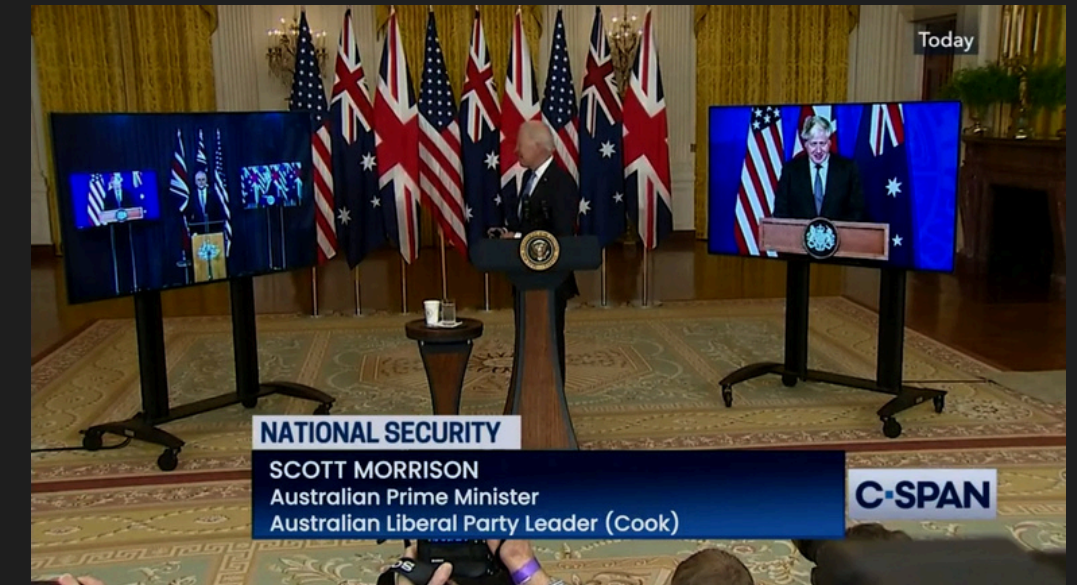 Today
NATIONAL SECURITY
SCOTT MORRISON
Australian Prime Minister
Australian Liberal Party Leader (Cook)
C-SPAN